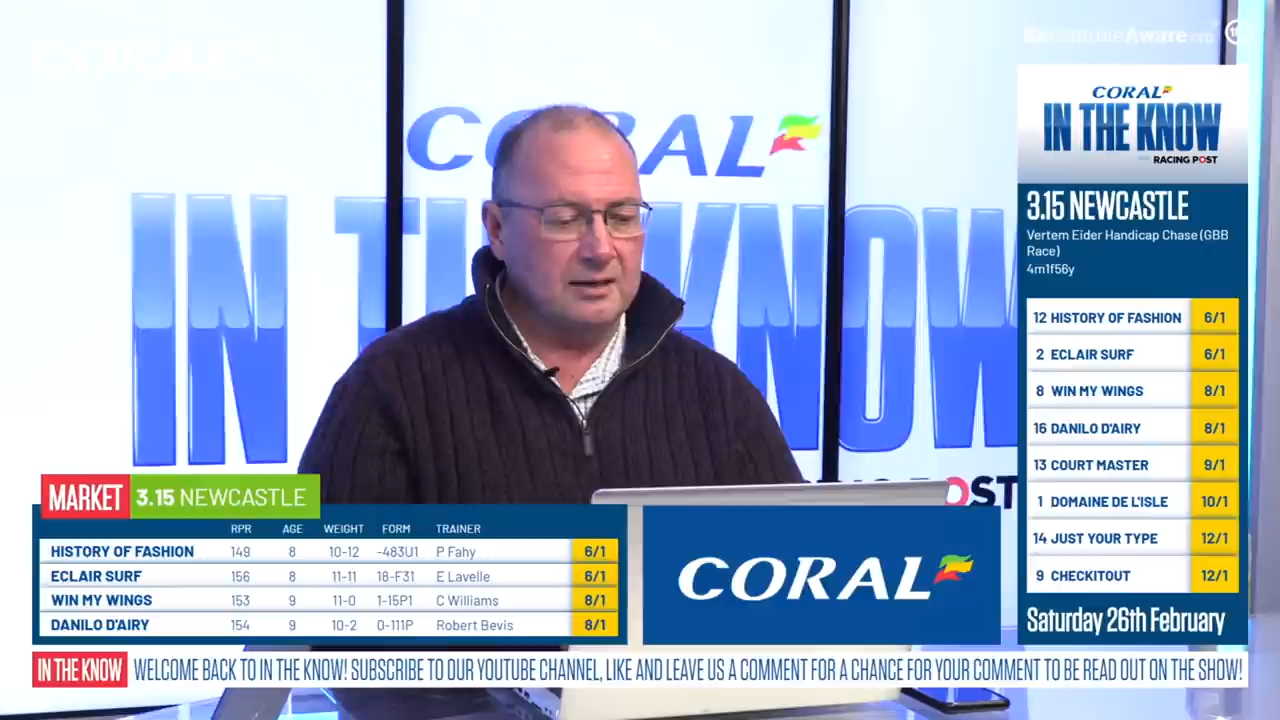 CORAL
BeGambleAware.org
CORAL
IN THE KNOW
CORAL
IN THE KNOW
RACING POST
3.15 NEWCASTLE
Vertem Eider Handicap Chase (GBB
Race)
4m1f56y
12 HISTORY OF FASHION 6/1
2 ECLAIR SURF 6/1
8 WIN MY WINGS 8/1
16 DANILO D'AIRY 8/1
13 COURT MASTER 9/1
1 DOMAINE DE L'ISLE 10/1
14 JUST YOUR TYPE 12/1
9 CHECKITOUT 12/1
Saturday 26th February
MARKET 3.15 NEWCASTLE
RPR AGE WEIGHT FORM TRAINER
HISTORY OF FASHION 149 8 10-12 -483U1 P Fahy 6/1
ECLAIR SURF 156 8 11-11 18-F31 E Lavelle 6/1
WIN MY WINGS 153 9 11-0 1-15P1 C Williams 8/1
DANILO D'AIRY 154 9 10-2 0-111P Robert Bevis 8/1
CORAL
IN THE KNOW WELCOME BACK TO IN THE KNOW! SUBSCRIBE TO OUR YOUTUBE CHANNEL, LIKE AND LEAVE US A COMMENT FOR A CHANCE FOR YOUR COMMENT TO BE READ OUT ON THE SHOW!